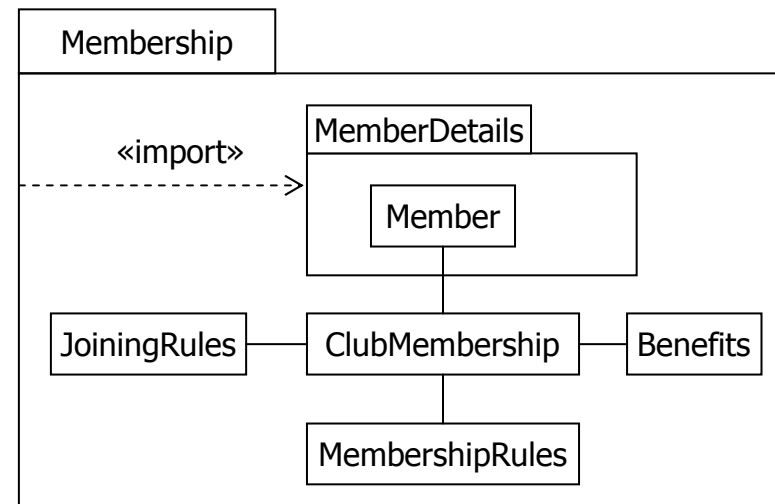 Membership
MemberDetails
«import»
Member
JoiningRules
ClubMembership
Benefits
MembershipRules